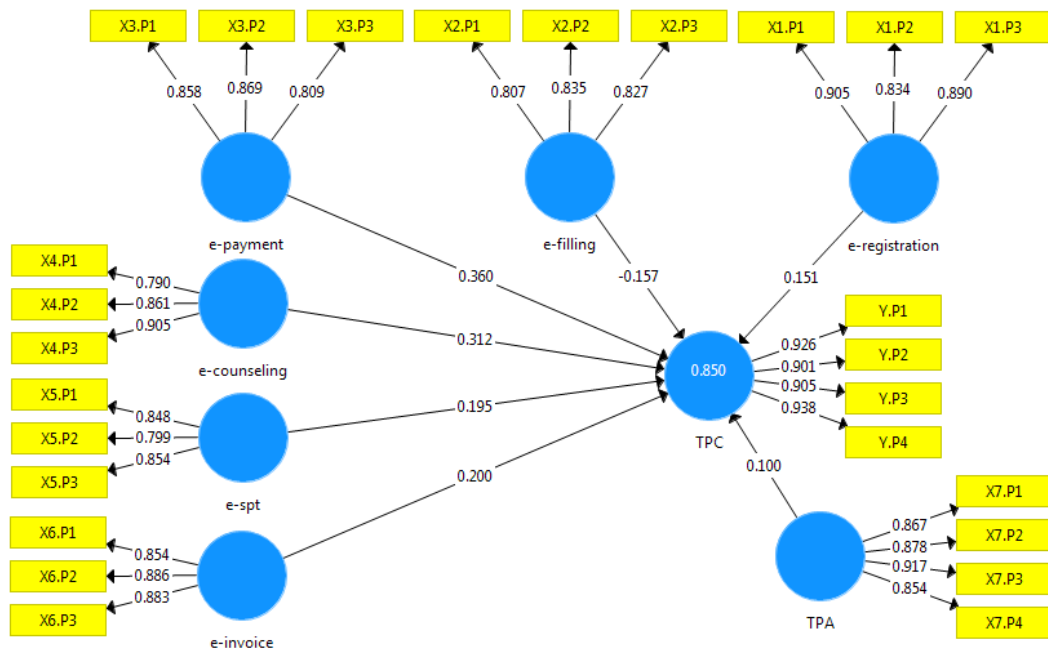 X3.P1 X3.P2 X3.P3 X2.P1 X2.P2 X2.P3 X1.P1 X1.P2 X1.P3
0.858 0.869 0.809 0.807 0.835 0.827 0.905 0.834 0.890
e-payment e-filling e-registration
X4.P1
X4.P2
X4.P3
0.790
0.861
0.905
e-counseling
0.360
-0.157
0.151
0.312
X5.P1
X5.P2
X5.P3
0.848
0.799
0.854
e-spt
0.195
0.850
TPC
0.926
0.901
0.905
0.938
Y.P1
Y.P2
Y.P3
Y.P4
X6.P1
X6.P2
X6.P3
0.854
0.886
0.883
e-invoice
0.200
0.100
TPA
0.867
0.878
0.917
0.854
X7.P1
X7.P2
X7.P3
X7.P4